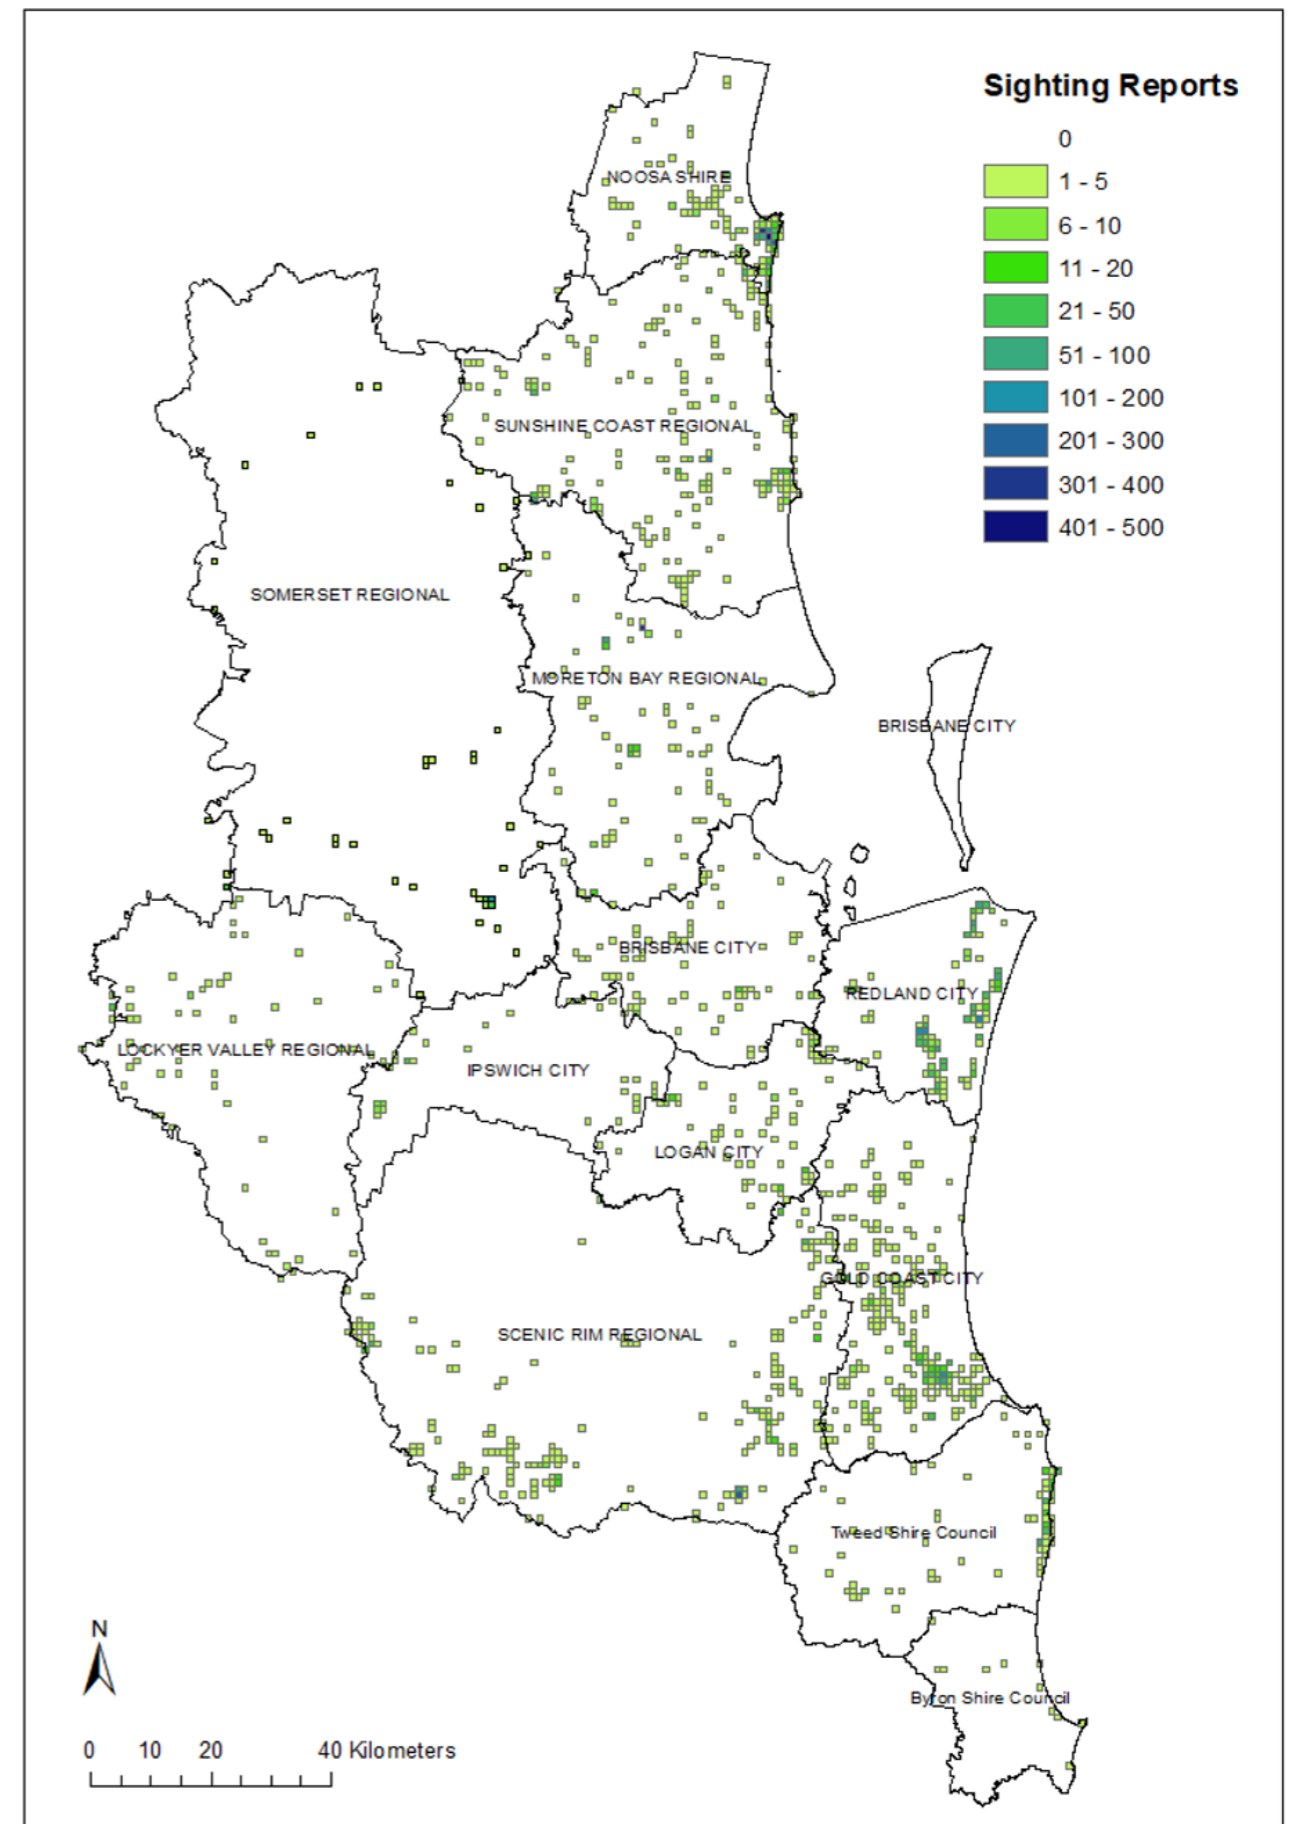 Sighting Reports
0
1 - 5
6 - 10
11 - 20
21 - 50
51 - 100
101 - 200
201 - 300
301 - 400
401 - 500
NOOSA SHIRE
SUNSHINE COAST REGIONAL
SOMERSET REGIONAL
MORETON BAY REGIONAL
BRISBANE CITY
BRISBANE CITY
REDLAND CITY
LOCKYER VALLEY REGIONAL
IPSWICH CITY
LOGAN CITY
GOLD COAST CITY
SCENIC RIM REGIONAL
Tweed Shire Council
Byron Shire Council
N
0 10 20 40 Kilometers